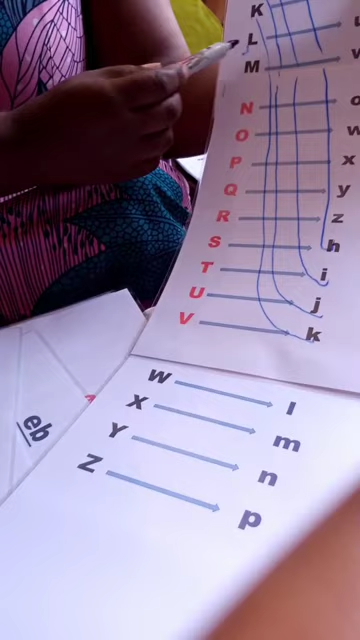 K
L u
M v
N o
O w
P x
Q y
R z
S h
T i
U j
V k
W l
X m
Y n
Z p
eb